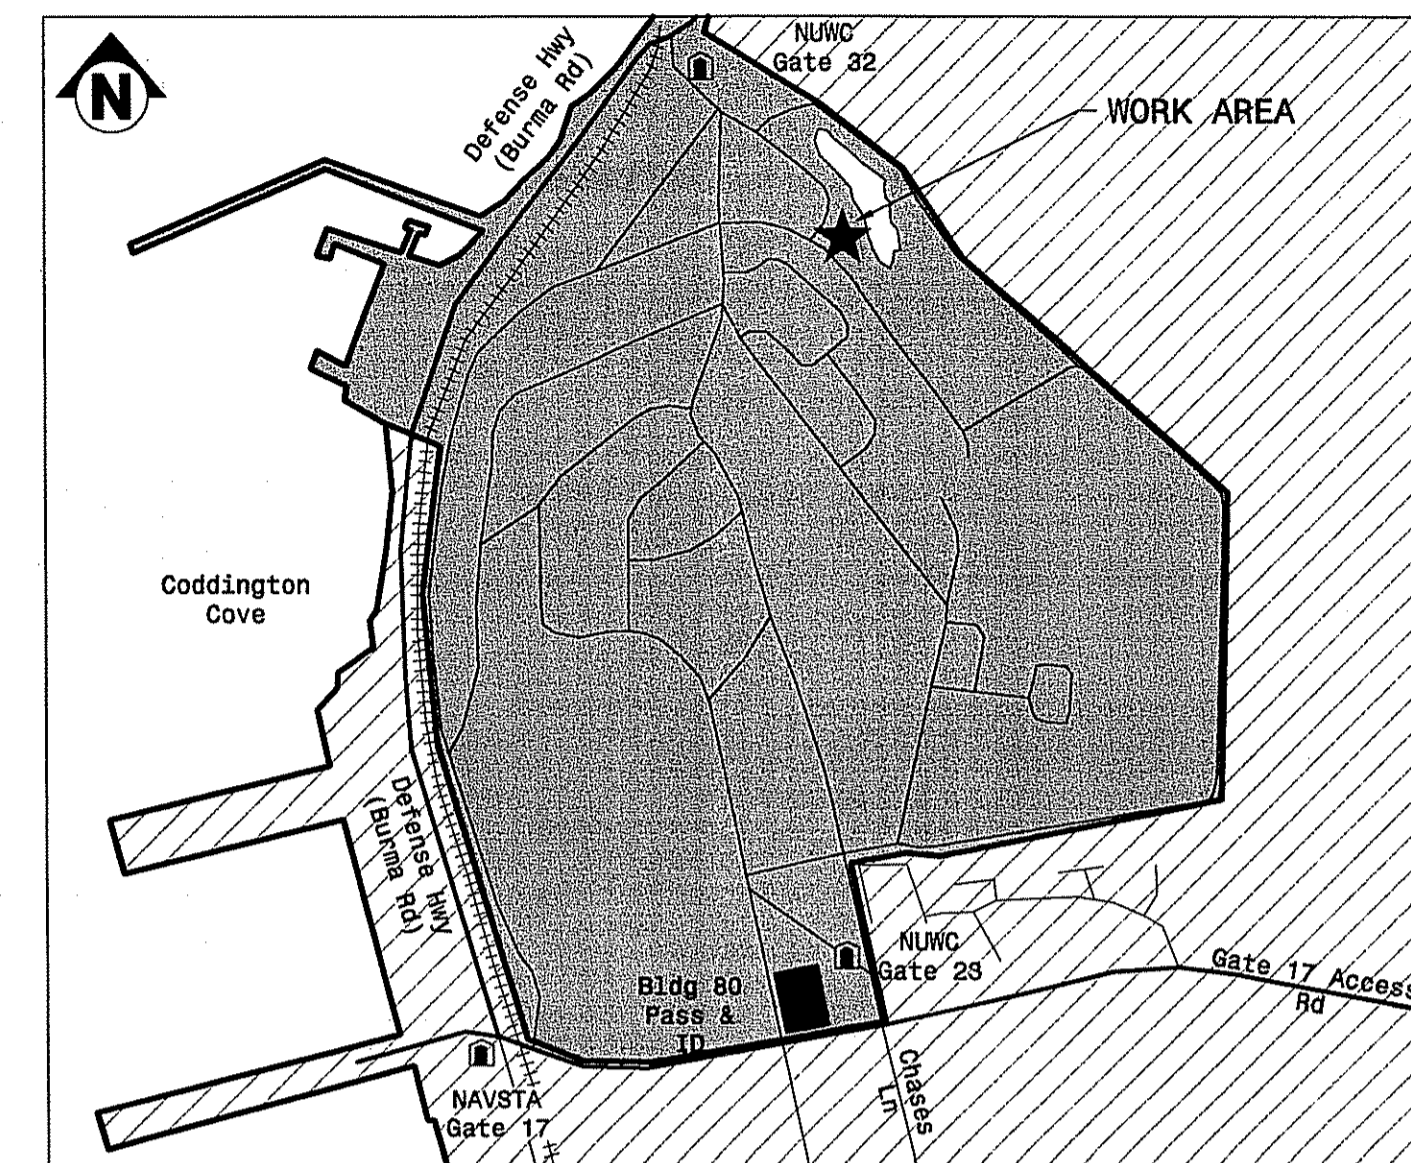 NUWC
Gate 32
N
Defense Hwy
(Burma Rd)
WORK AREA
Coddington
Cove
Defense Hwy
(Burma Rd)
NUWC
Gate 23
Gate 17 Access
Rd
Bldg 80
Pass &
ID
Chases
Ln
NAVSTA
Gate 17